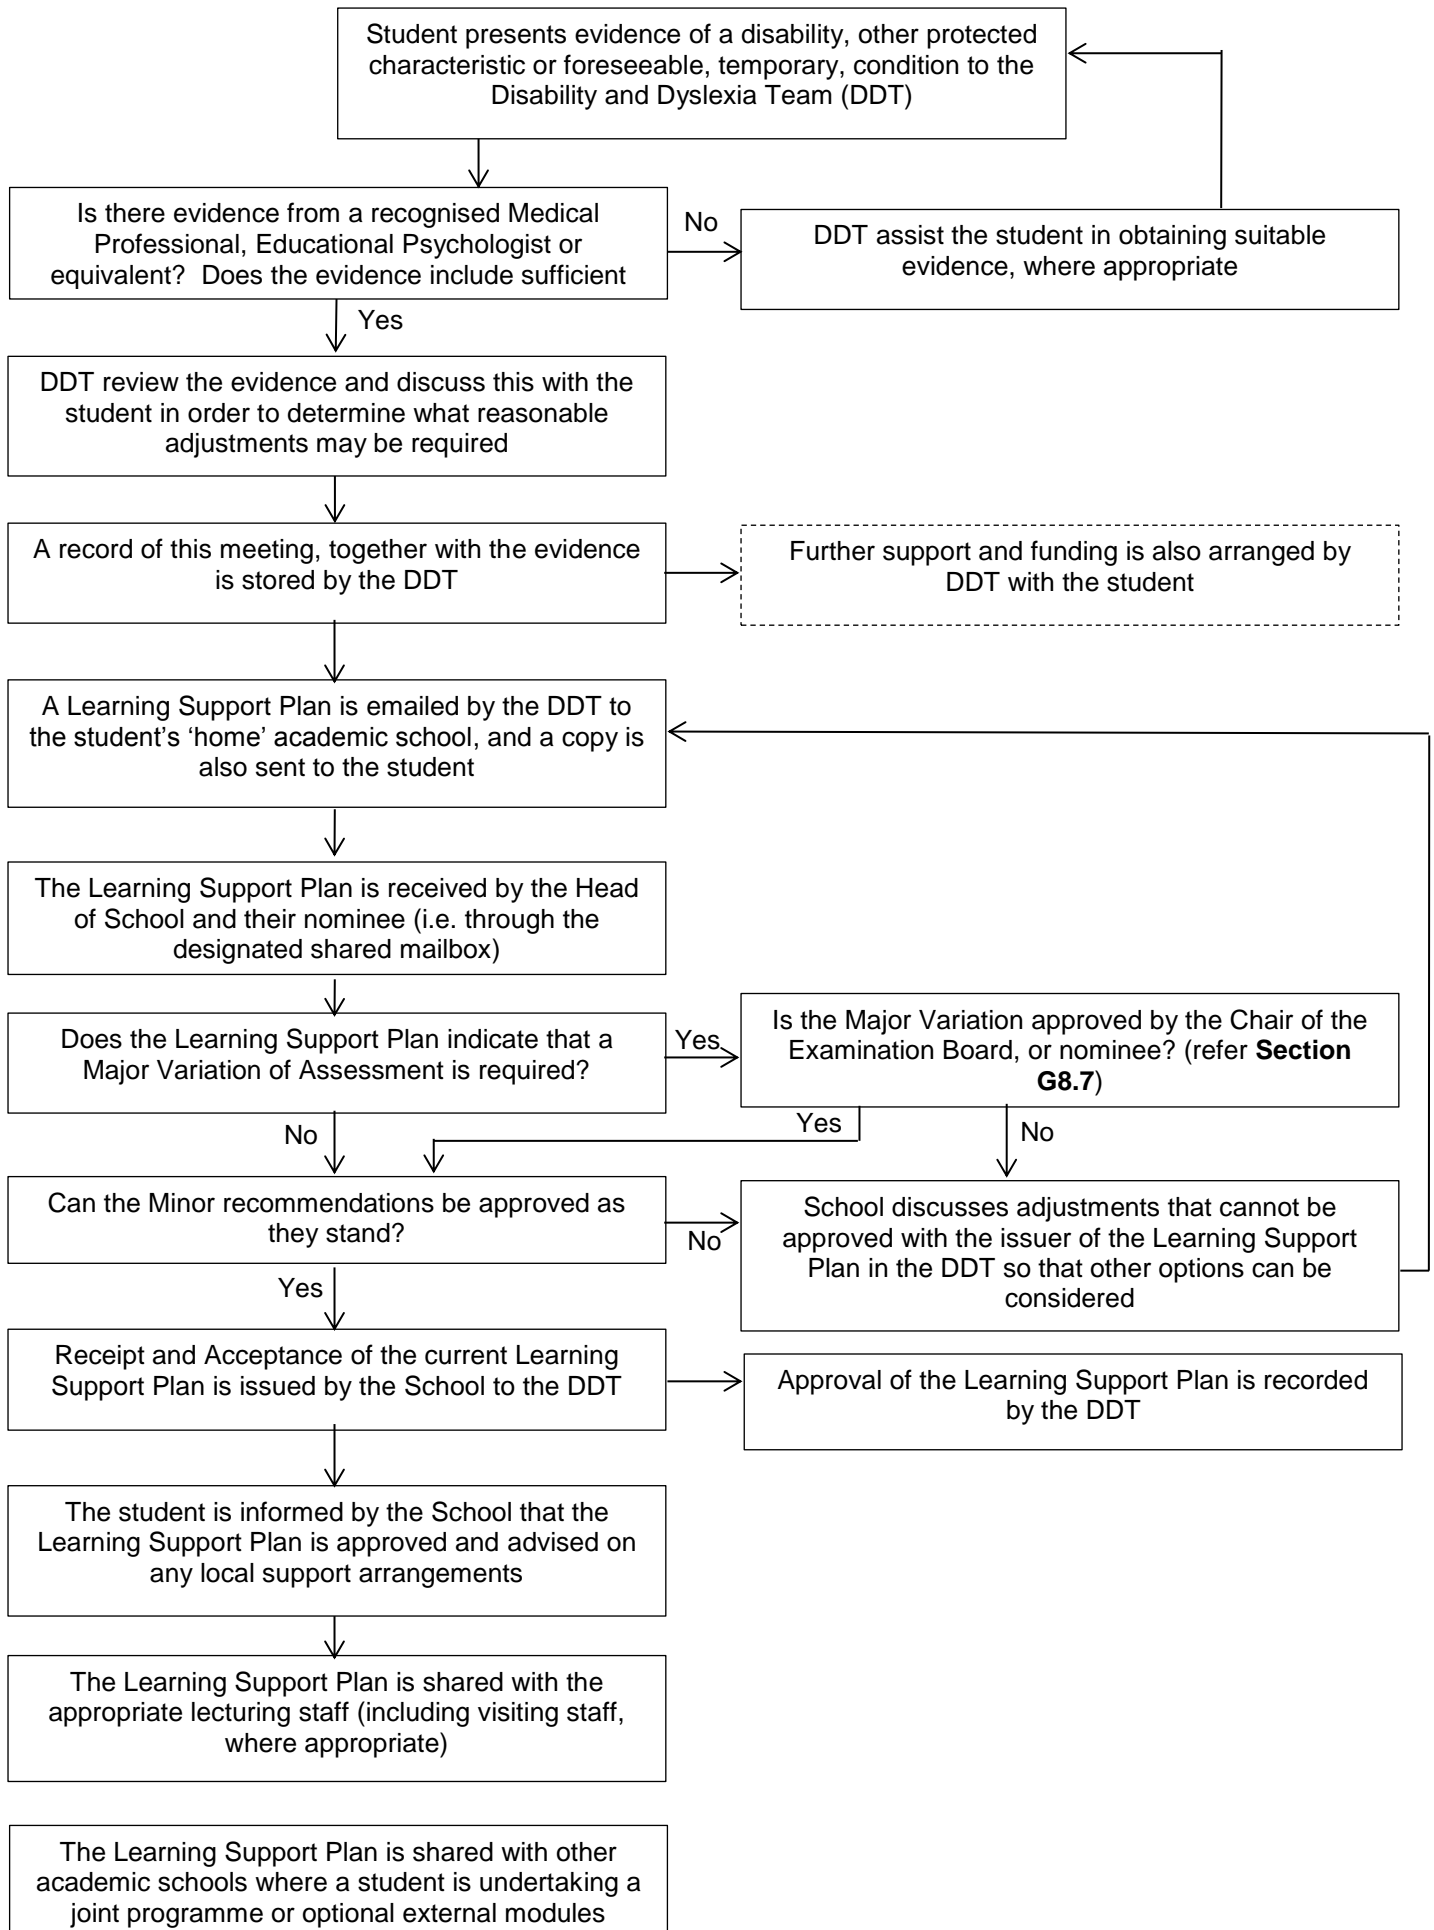 Student presents evidence of a disability, other protected
characteristic or foreseeable, temporary, condition to the
Disability and Dyslexia Team (DDT)
Is there evidence from a recognised Medical
Professional, Educational Psychologist or
equivalent?  Does the evidence include sufficient
No
DDT assist the student in obtaining suitable
evidence, where appropriate
Yes
DDT review the evidence and discuss this with the
student in order to determine what reasonable
adjustments may be required
A record of this meeting, together with the evidence
is stored by the DDT
Further support and funding is also arranged by
DDT with the student
A Learning Support Plan is emailed by the DDT to
the student’s ‘home’ academic school, and a copy is
also sent to the student
The Learning Support Plan is received by the Head
of School and their nominee (i.e. through the
designated shared mailbox)
Does the Learning Support Plan indicate that a
Major Variation of Assessment is required?
Yes
Is the Major Variation approved by the Chair of the
Examination Board, or nominee? (refer Section
G8.7)
No
Yes
No
Can the Minor recommendations be approved as
they stand?
No
School discusses adjustments that cannot be
approved with the issuer of the Learning Support
Plan in the DDT so that other options can be
considered
Yes
Receipt and Acceptance of the current Learning
Support Plan is issued by the School to the DDT
Approval of the Learning Support Plan is recorded
by the DDT
The student is informed by the School that the
Learning Support Plan is approved and advised on
any local support arrangements
The Learning Support Plan is shared with the
appropriate lecturing staff (including visiting staff,
where appropriate)
The Learning Support Plan is shared with other
academic schools where a student is undertaking a
joint programme or optional external modules